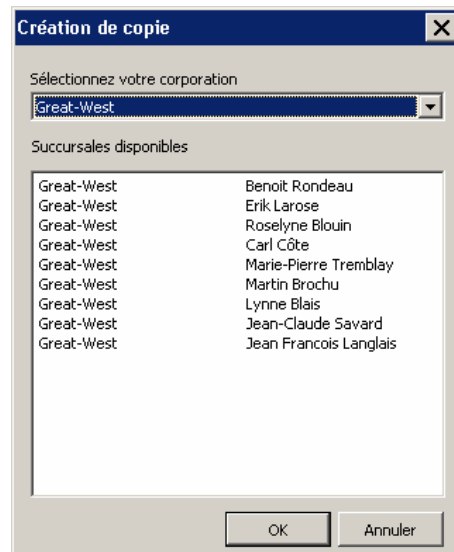 Création de copie
Sélectionnez votre corporation
Great-West
Succursales disponibles
Great-West Benoit Rondeau
Great-West Erik Larose
Great-West Roselyne Blouin
Great-West Carl Côte
Great-West Marie-Pierre Tremblay
Great-West Martin Brochu
Great-West Lynne Blais
Great-West Jean-Claude Savard
Great-West Jean Francois Langlais
OK Annuler